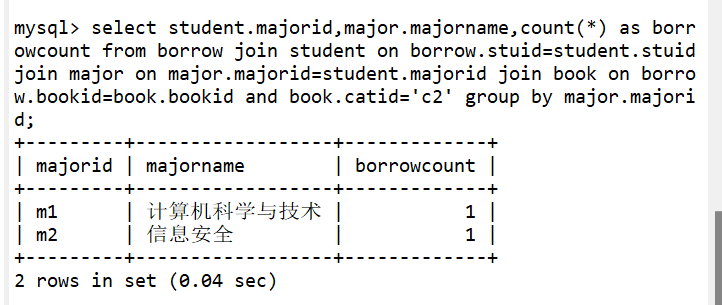 mysql> select student.majorid,major.majorname,count(*) as borr
owcount from borrow join student on borrow.stuid=student.stuid
join major on major.majorid=student.majorid join book on borro
w.bookid=book.bookid and book.catid='c2' group by major.majori
d;
+---------+-----------------+-------------+
| majorid | majorname | borrowcount |
+---------+-----------------+-------------+
| m1 | 计算机科学与技术 | 1 |
| m2 | 信息安全 | 1 |
+---------+-----------------+-------------+
2 rows in set (0.04 sec)